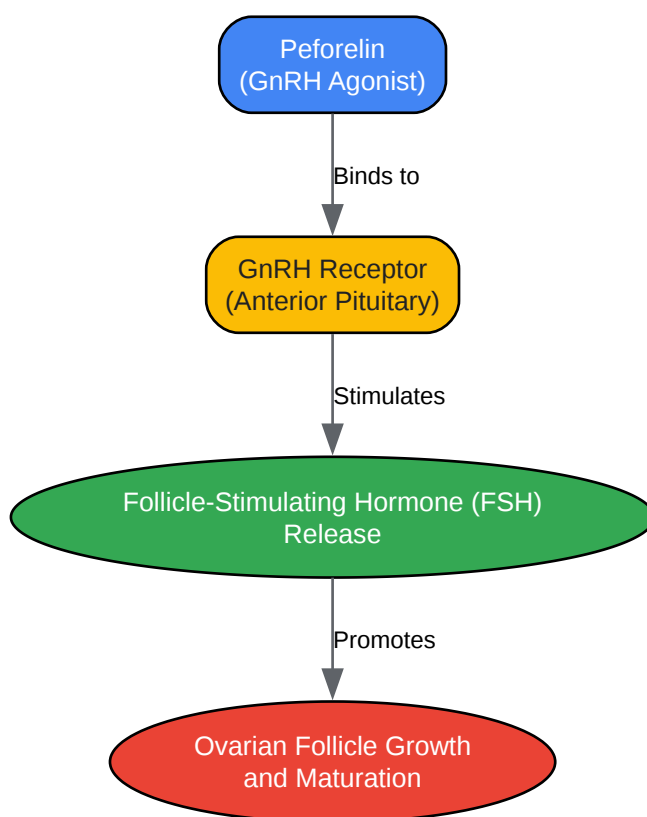 Peforelin
(GnRH Agonist)
Binds to
GnRH Receptor
(Anterior Pituitary)
Stimulates
Follicle-Stimulating Hormone (FSH)
Release
Promotes
Ovarian Follicle Growth
and Maturation